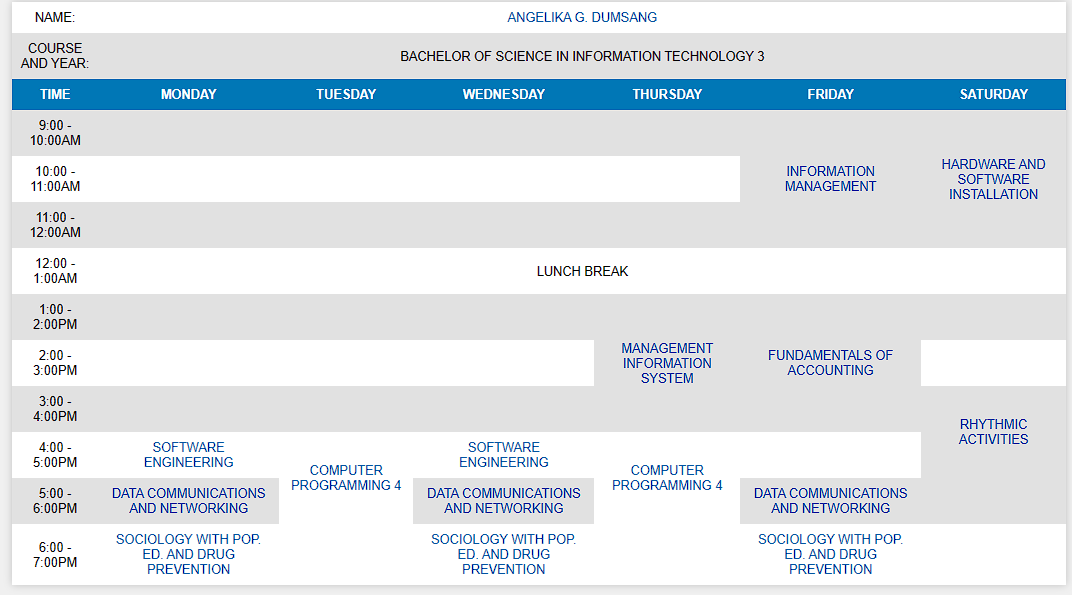 NAME: ANGELIKA G. DUMSANG
COURSE
AND YEAR:
BACHELOR OF SCIENCE IN INFORMATION TECHNOLOGY 3
TIME MONDAY TUESDAY WEDNESDAY THURSDAY FRIDAY SATURDAY
9:00 -
10:00AM
10:00 -
11:00AM
INFORMATION
MANAGEMENT
HARDWARE AND
SOFTWARE
INSTALLATION
11:00 -
12:00AM
12:00 -
1:00AM
LUNCH BREAK
1:00 -
2:00PM
2:00 -
3:00PM
MANAGEMENT
INFORMATION
SYSTEM
FUNDAMENTALS OF
ACCOUNTING
3:00 -
4:00PM
RHYTHMIC
ACTIVITIES
4:00 -
5:00PM
SOFTWARE
ENGINEERING
COMPUTER
PROGRAMMING 4
SOFTWARE
ENGINEERING
COMPUTER
PROGRAMMING 4
5:00 -
6:00PM
DATA COMMUNICATIONS
AND NETWORKING
DATA COMMUNICATIONS
AND NETWORKING
DATA COMMUNICATIONS
AND NETWORKING
6:00 -
7:00PM
SOCIOLOGY WITH POP.
ED. AND DRUG
PREVENTION
SOCIOLOGY WITH POP.
ED. AND DRUG
PREVENTION
SOCIOLOGY WITH POP.
ED. AND DRUG
PREVENTION